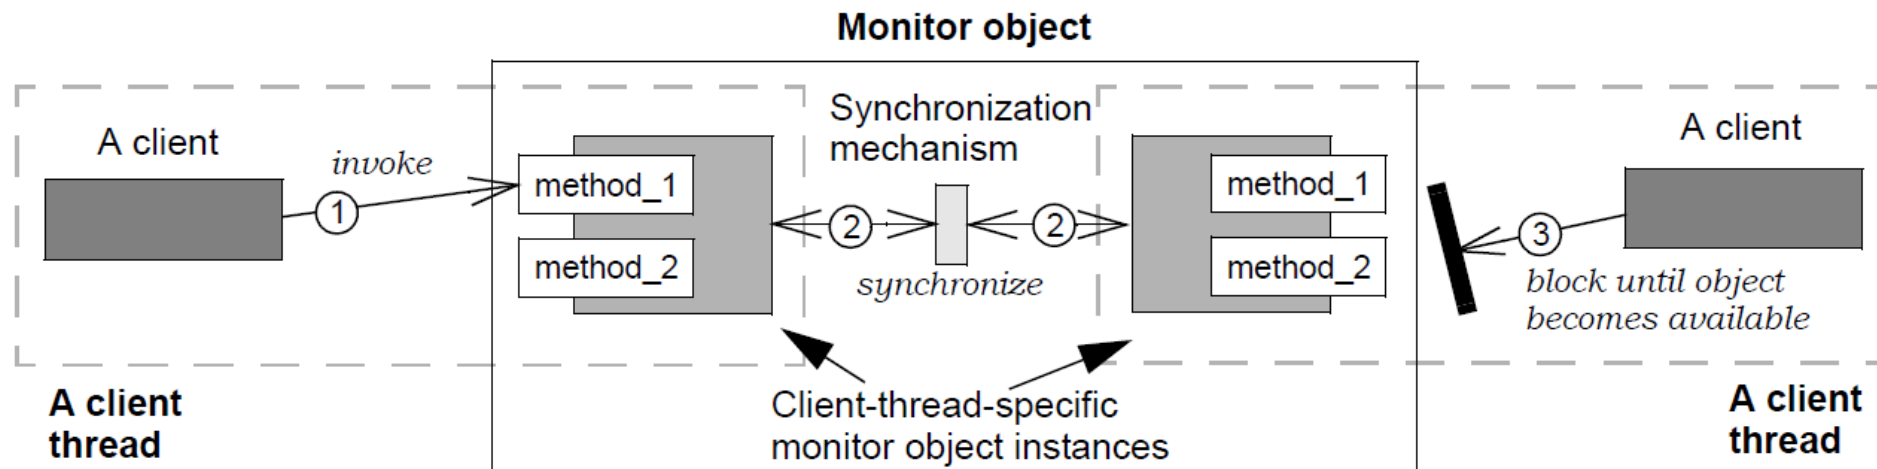 Monitor object
A client
invoke
1
method_1
method_2
Synchronization
mechanism
2
2
synchronize
method_1
method_2
A client
3
block until object
becomes available
A client
thread
Client-thread-specific
monitor object instances
A client
thread